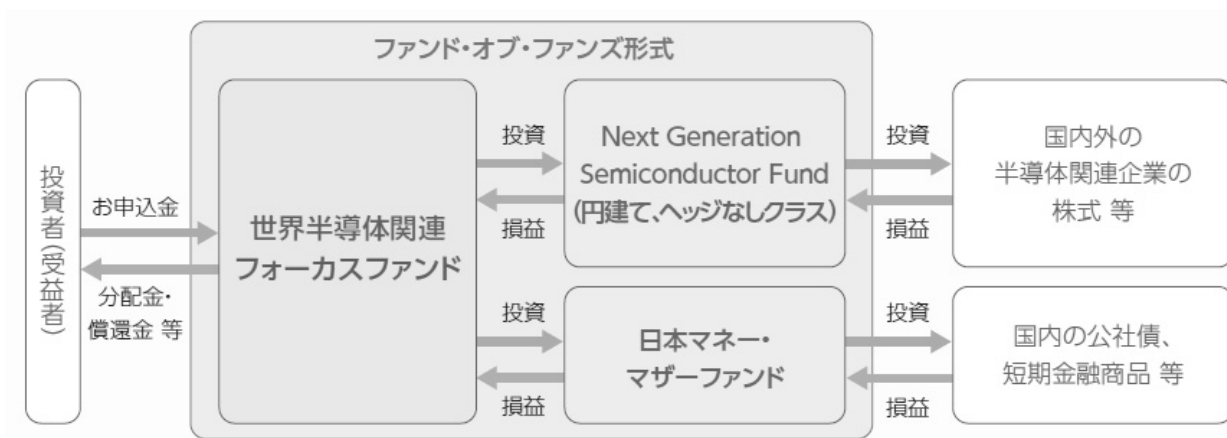 ファンド・オブ・ファンズ形式
投資者(受益者)
お申込金
分配金・
償還金 等
世界半導体関連
フォーカスファンド
投資
損益
Next Generation
Semiconductor Fund
(円建て、ヘッジなしクラス)
投資
損益
国内外の
半導体関連企業の
株式 等
投資
損益
日本マネー・
マザーファンド
投資
損益
国内の公社債、
短期金融商品 等